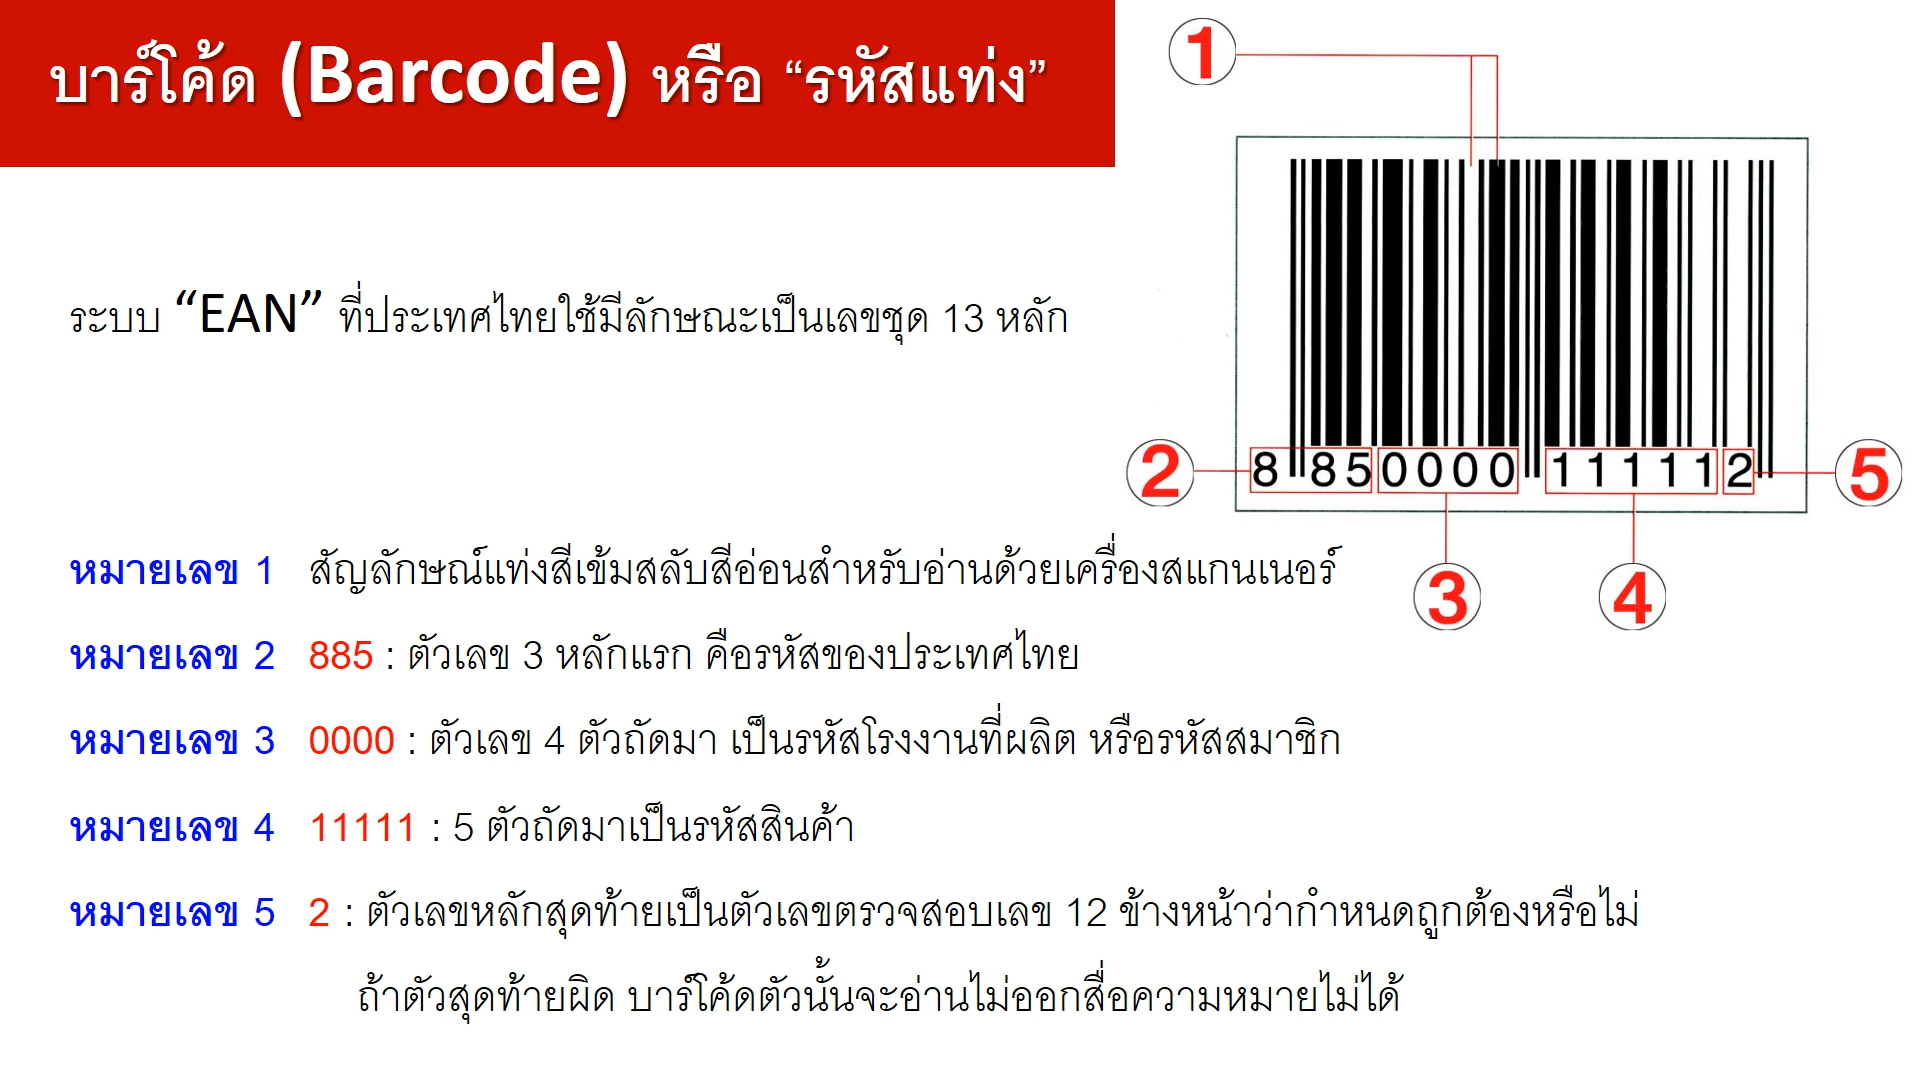 บาร์โค้ด (Barcode) หรือ “รหัสแท่ง”
1
ระบบ “EAN” ที่ประเทศไทยใช้มีลักษณะเป็นเลขชุด 13 หลัก
2 8 850000 111112 5
3 4
หมายเลข 1 สัญลักษณ์แท่งสีเข้มสลับสีอ่อนสำหรับอ่านด้วยเครื่องสแกนเนอร์
หมายเลข 2 885 : ตัวเลข 3 หลักแรก คือรหัสของประเทศไทย
หมายเลข 3 0000 : ตัวเลข 4 ตัวถัดมา เป็นรหัสโรงงานที่ผลิต หรือรหัสสมาชิก
หมายเลข 4 11111 : 5 ตัวถัดมาเป็นรหัสสินค้า
หมายเลข 5 2 : ตัวเลขหลักสุดท้ายเป็นตัวเลขตรวจสอบเลข 12 ข้างหน้าว่ากำหนดถูกต้องหรือไม่
ถ้าตัวสุดท้ายผิด บาร์โค้ดตัวนั้นจะอ่านไม่ออกสื่อความหมายไม่ได้